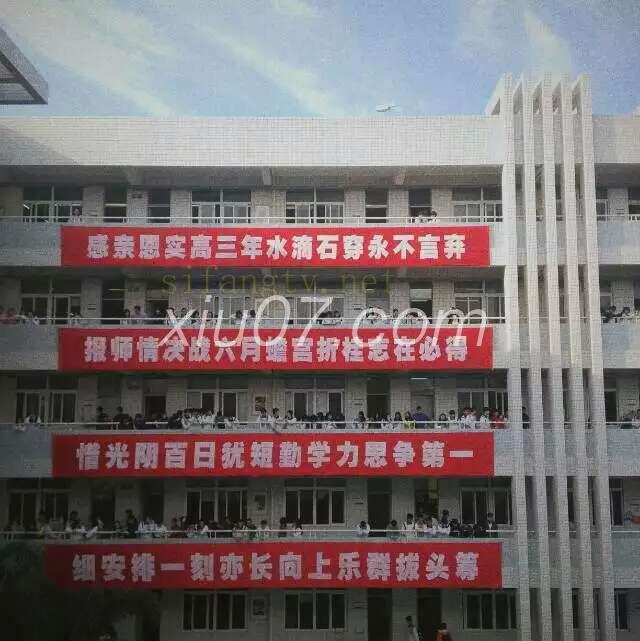 感亲恩实高三年水滴石穿永不言弃
sifangtv.net
xiu07.com
报师情决战六月蟾宫折桂志在必得
惜光阴百日犹短勤学力思争第一
细安排一刻亦长向上乐群拔头筹